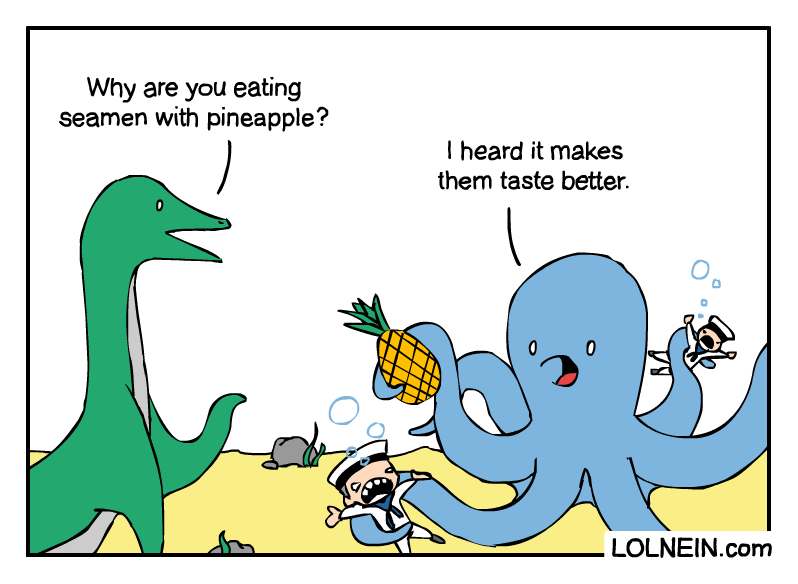 Why are you eating
seamen with pineapple?
I heard it makes
them taste better.
LOLNEIN.com